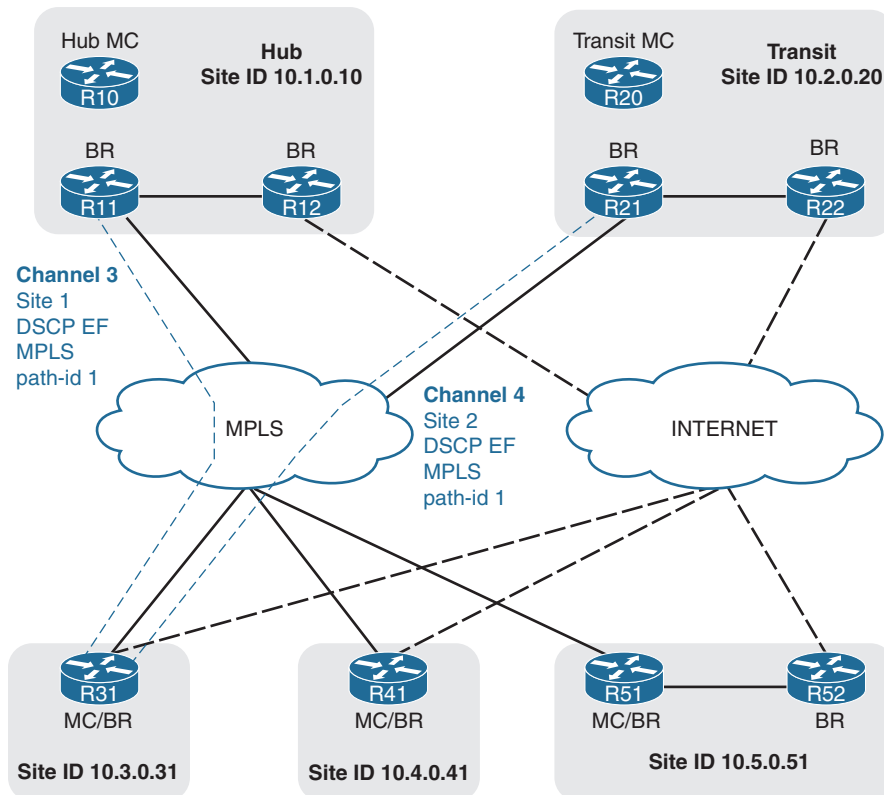 Hub MC
Hub
Site ID 10.1.0.10
R10
BR
BR
R11
R12
Transit MC
Transit
Site ID 10.2.0.20
R20
BR
BR
R21
R22
Channel 3
Site 1
DSCP EF
MPLS
path-id 1
MPLS
Channel 4
Site 2
DSCP EF
MPLS
path-id 1
INTERNET
R31
MC/BR
Site ID 10.3.0.31
R41
MC/BR
Site ID 10.4.0.41
R51
MC/BR
R52
BR
Site ID 10.5.0.51